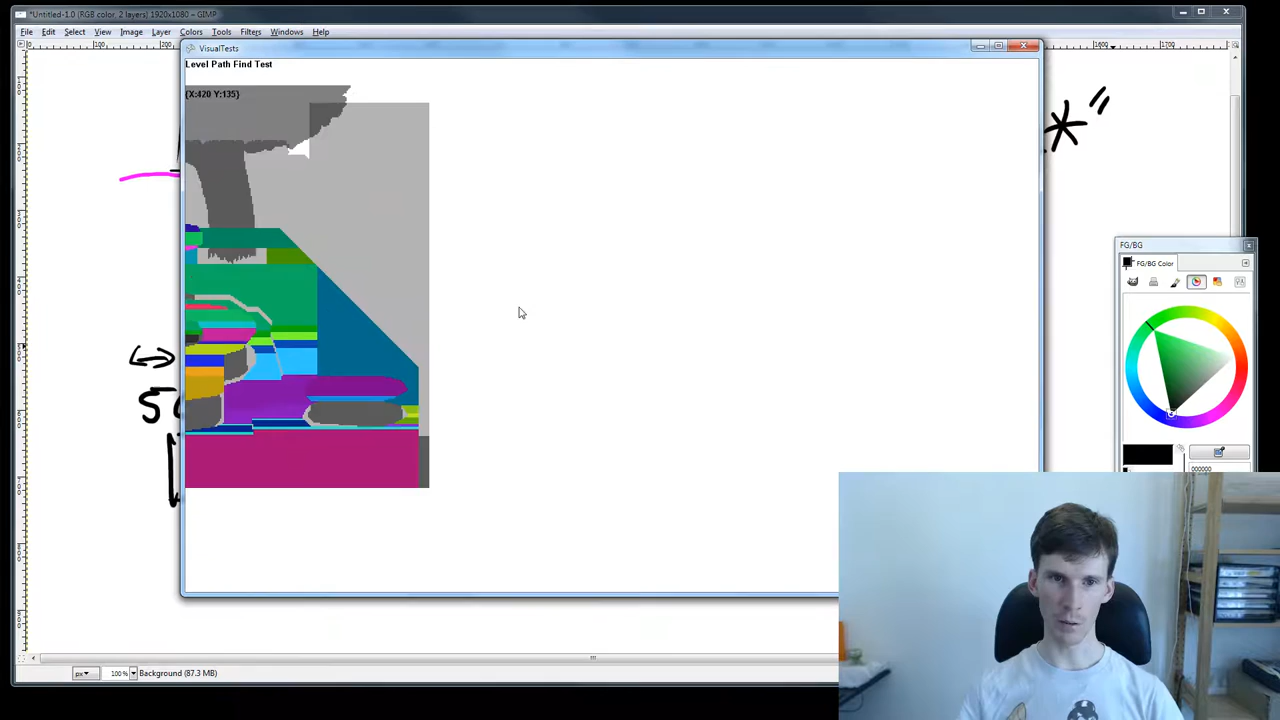 *Untitled-1.0 (RGB color, 2 layers) 1920x1080 – GIMP
File Edit Select View Image Layer Colors Tools Filters Windows Help
VisualTests
Level Path Find Test
{X:420 Y:135}
*"
FG/BG
FG/BG Color
000000
px 100% Background (87.3 MB)